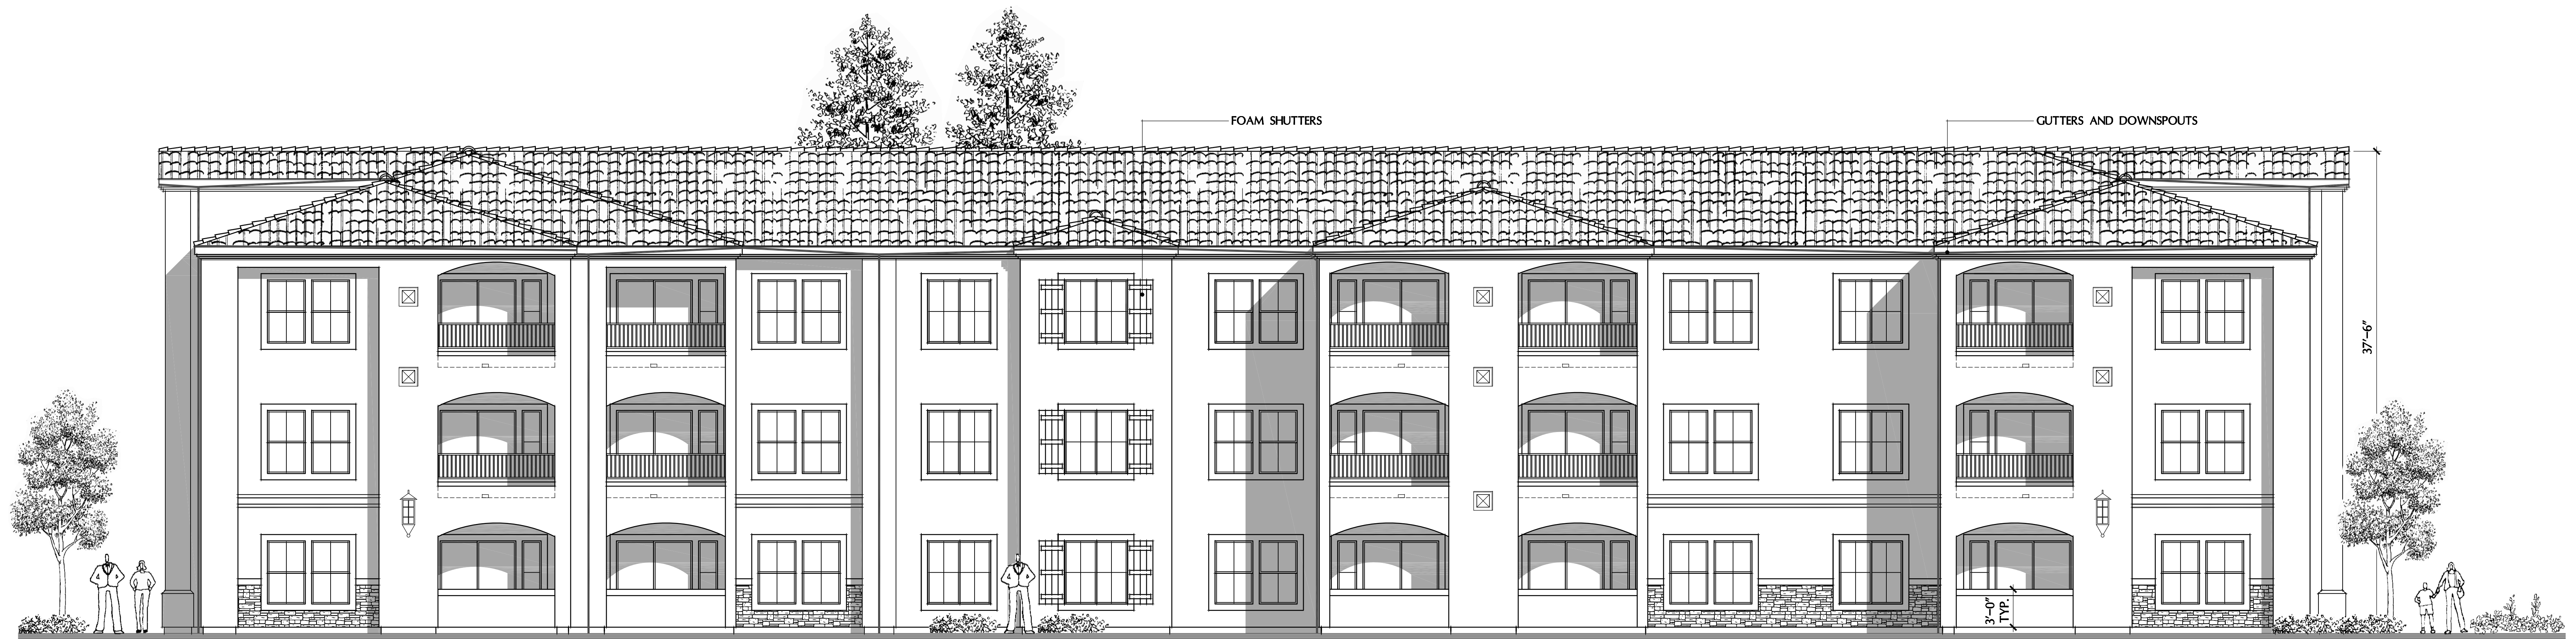 FOAM SHUTTERS
GUTTERS AND DOWNSPOUTS
37'-6"
3'-0"
TYP.